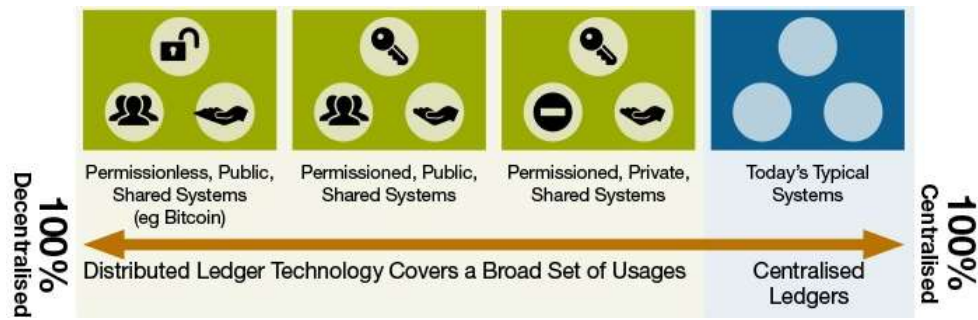 Permissionless, Public,
Shared Systems
(eg Bitcoin)
Permissioned, Public,
Shared Systems
Permissioned, Private,
Shared Systems
Today's Typical
Systems
100%
Decentralised
100%
Centralised
Distributed Ledger Technology Covers a Broad Set of Usages
Centralised
Ledgers